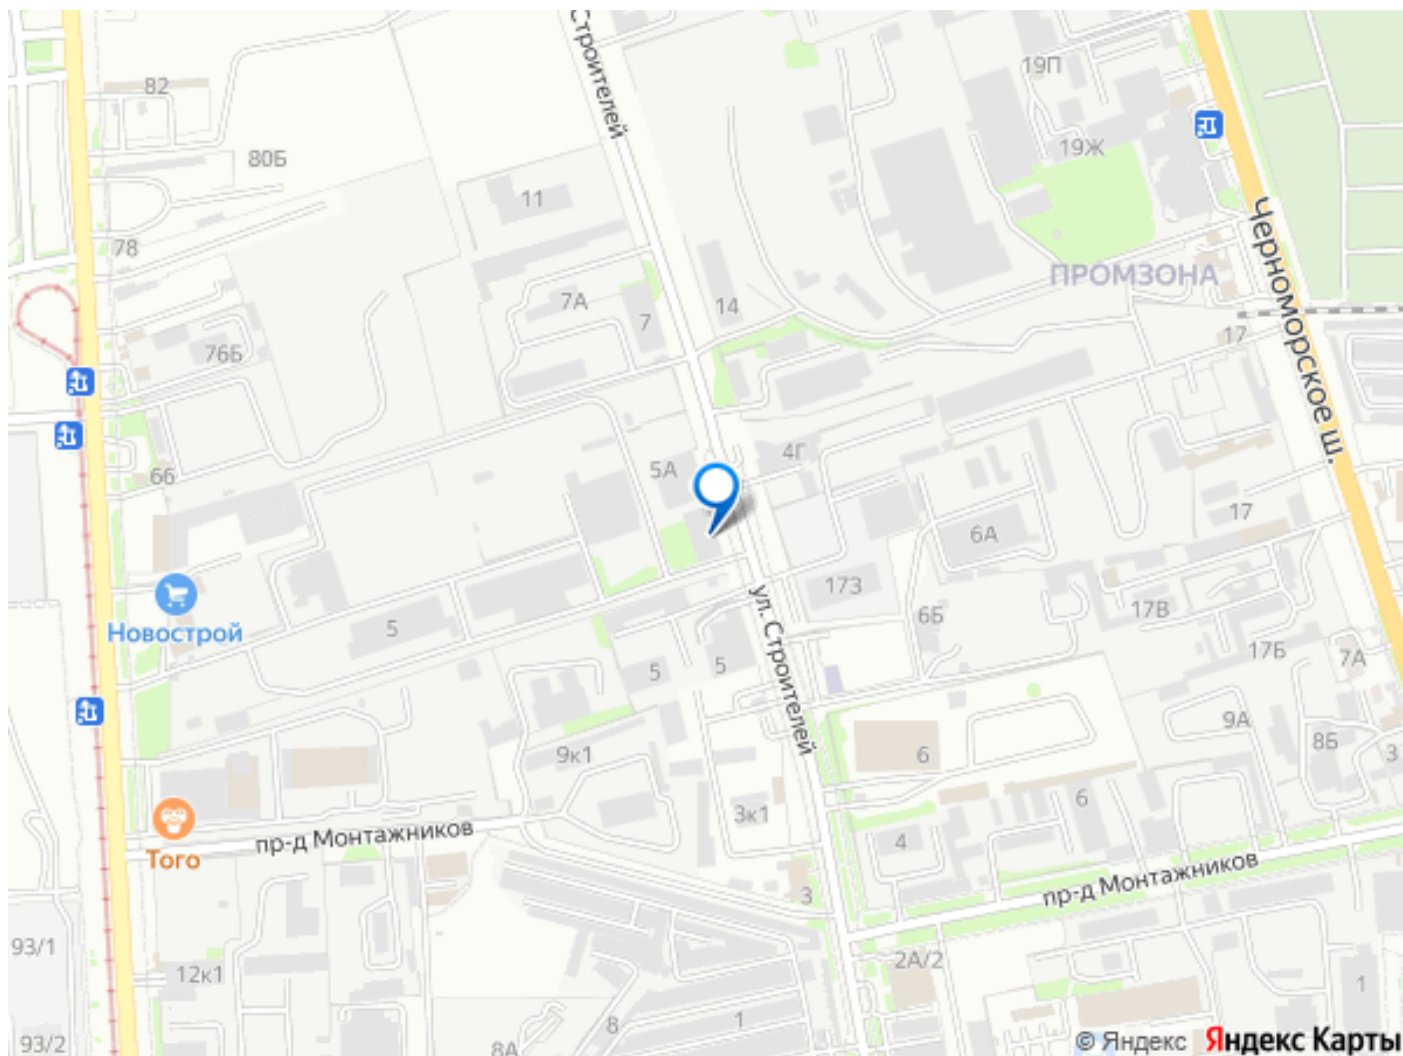 Строителей
19П
82
19Ж
80Б
11
Черноморское ш.
78
ПРОМЗОНА
7А
14
7
17
76Б
4Г
5А
66
17
6А
173
17В
6Б
ул. Строителей
Новострой
5
17Б
7А
5
5
9А
8Б
3
9к1
6
6
3к1
4
пр-д Монтажников
Того
пр-д Монтажников
3
93/1
12к1
2А/2
1
8
1
93/2
8А
© Яндекс Яндекс Карты